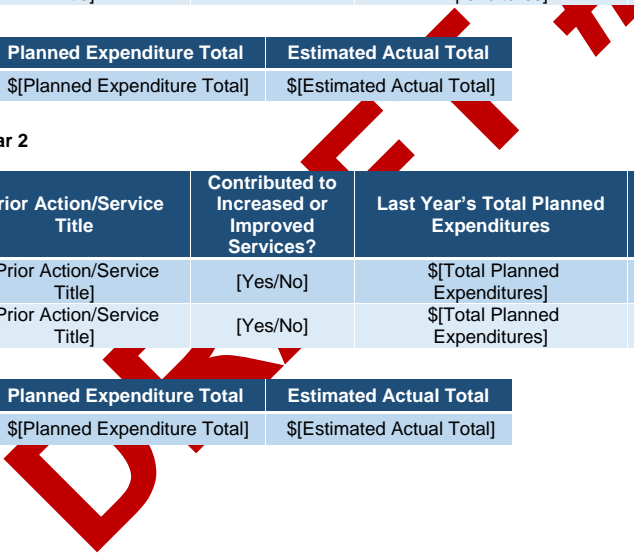 Planned Expenditure Total Estimated Actual Total
$[Planned Expenditure Total] $[Estimated Actual Total]
ar 2
Contributed to
rior Action/Service Increased or Last Year's Total Planned
Title Improved Expenditures
Services?
Prior Action/Service $[Total Planned
[Yes/No]
Title] Expenditures]
Prior Action/Service $[Total Planned
[Yes/No]
Title] Expenditures]
Planned Expenditure Total Estimated Actual Total
$[Planned Expenditure Total] $[Estimated Actual Total]